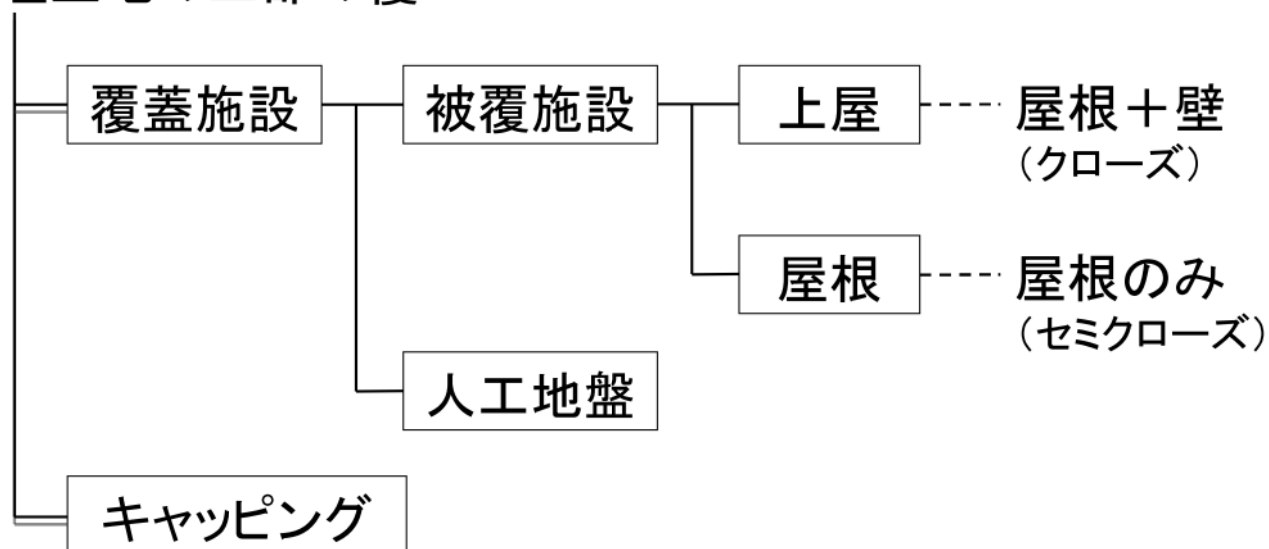 覆蓋施設
被覆施設
上屋
屋根＋壁
（クローズ）
屋根
屋根のみ
（セミクローズ）
人工地盤
キャッピング